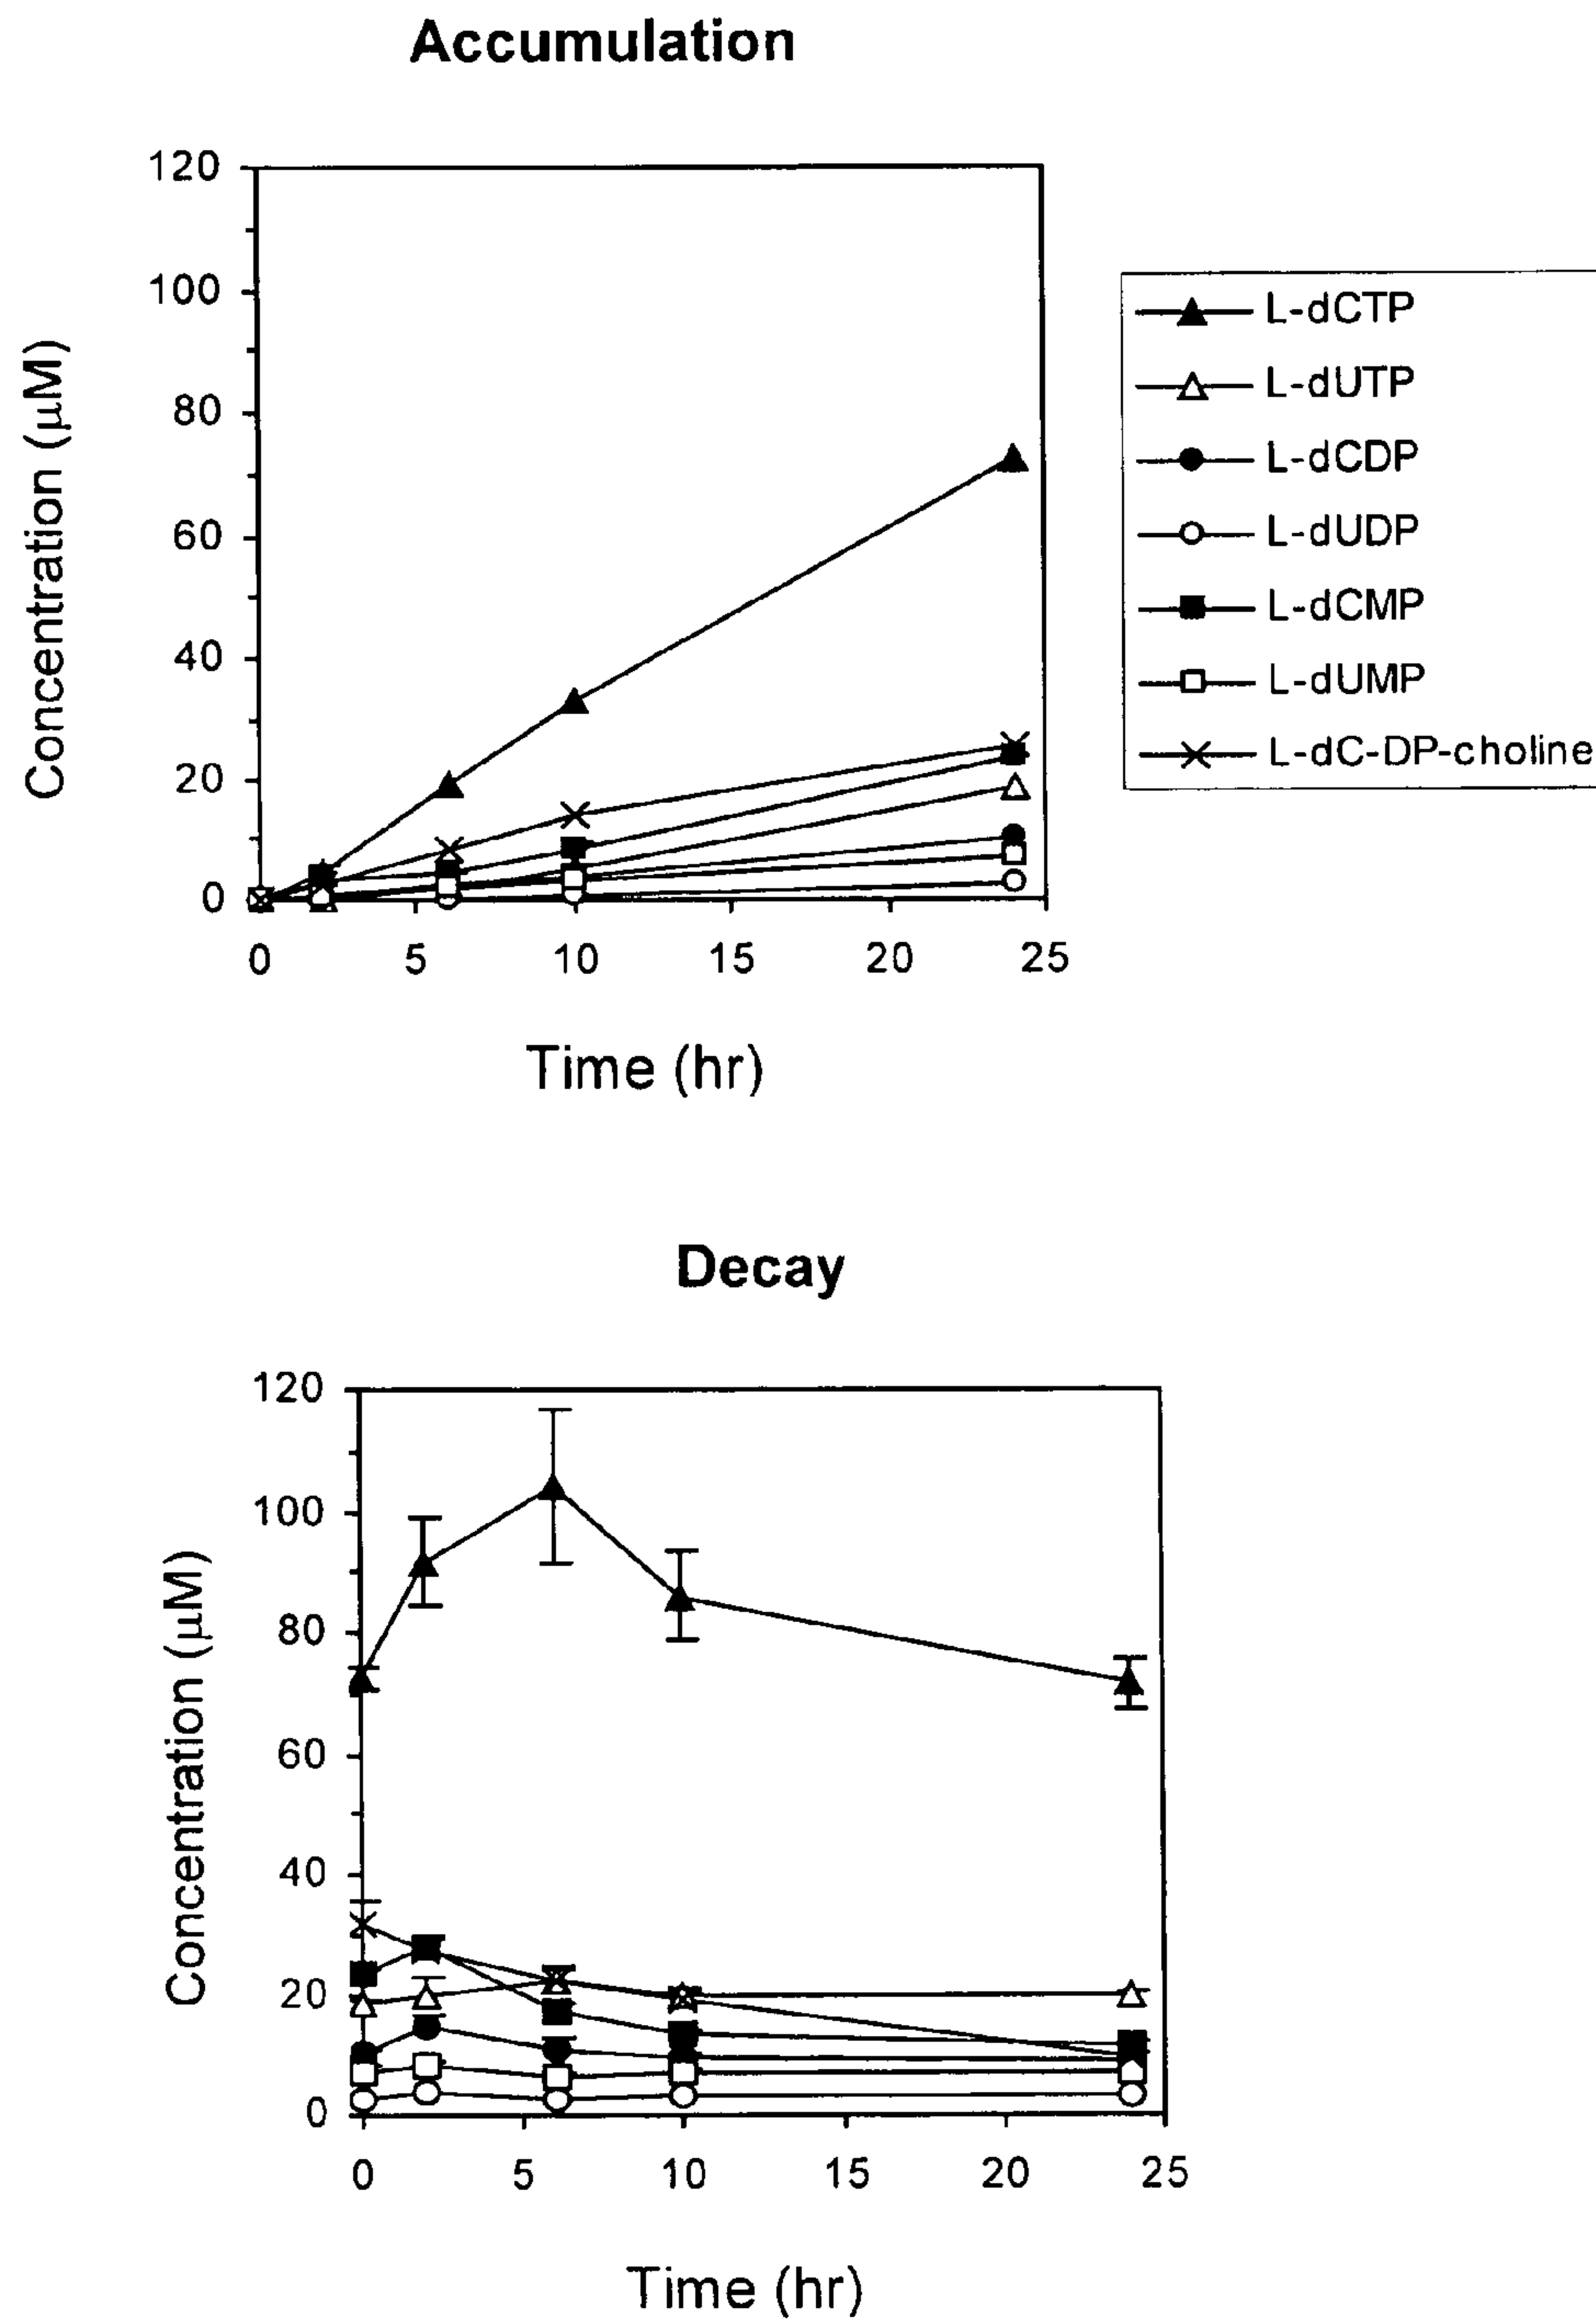 Accumulation
120
100
80
60
40
20
0
Concentration (μM)
0 5 10 15 20 25
Time (hr)
L-dCTP
L-dUTP
L-dCDP
L-dUDP
L-dCMP
L-dUMP
L-dC-DP-choline
Decay
120
100
80
60
40
20
0
Concentration (μM)
0 5 10 15 20 25
Time (hr)